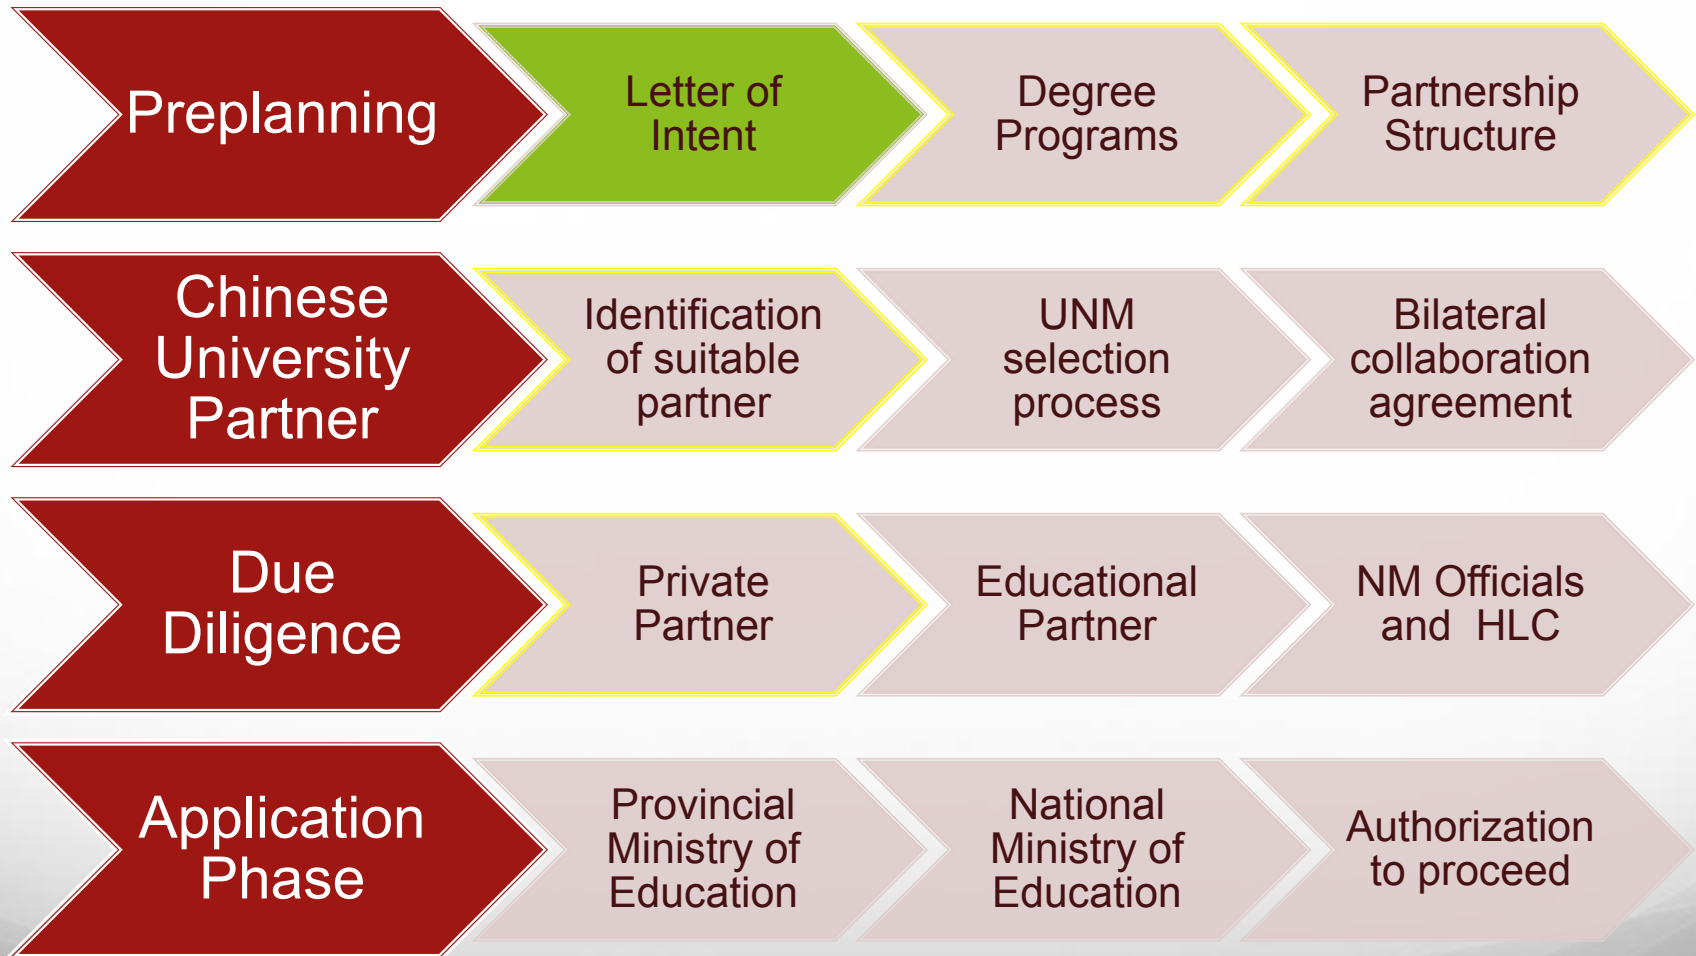 Preplanning
Letter of
Intent
Degree
Programs
Partnership
Structure
Chinese
University
Partner
Identification
of suitable
partner
UNM
selection
process
Bilateral
collaboration
agreement
Due
Diligence
Private
Partner
Educational
Partner
NM Officials
and  HLC
Application
Phase
Provincial
Ministry of
Education
National
Ministry of
Education
Authorization
to proceed